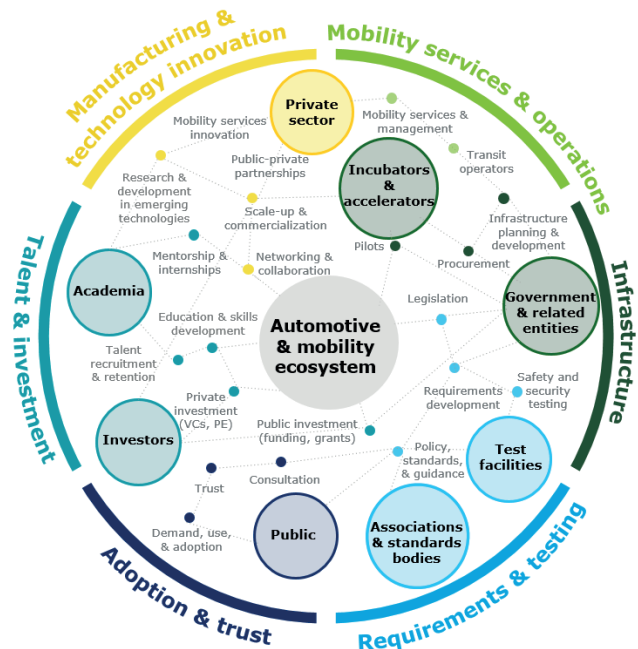 Manufacturing &
technology innovation
Mobility services & operations
Private
sector
Mobility services
innovation
Mobility services &
management
Public-private
partnerships
Incubators
&
accelerators
Transit
operators
Research &
development
in emerging
technologies
Scale-up &
commercialization
Infrastructure
planning &
development
Pilots
Procurement
Mentorship &
internships
Networking &
collaboration
Talent & investment
Infrastructure
Academia
Legislation
Government
& related
entities
Education & skills
development
Automotive
& mobility
ecosystem
Talent
recruitment
& retention
Private
investment
(VCs, PE)
Requirements
development
Safety and
security
testing
Investors
Public investment
(funding, grants)
Policy,
standards,
& guidance
Test
facilities
Trust
Consultation
Demand, use,
& adoption
Public
Associations
& standards
bodies
Adoption & trust
Requirements & testing